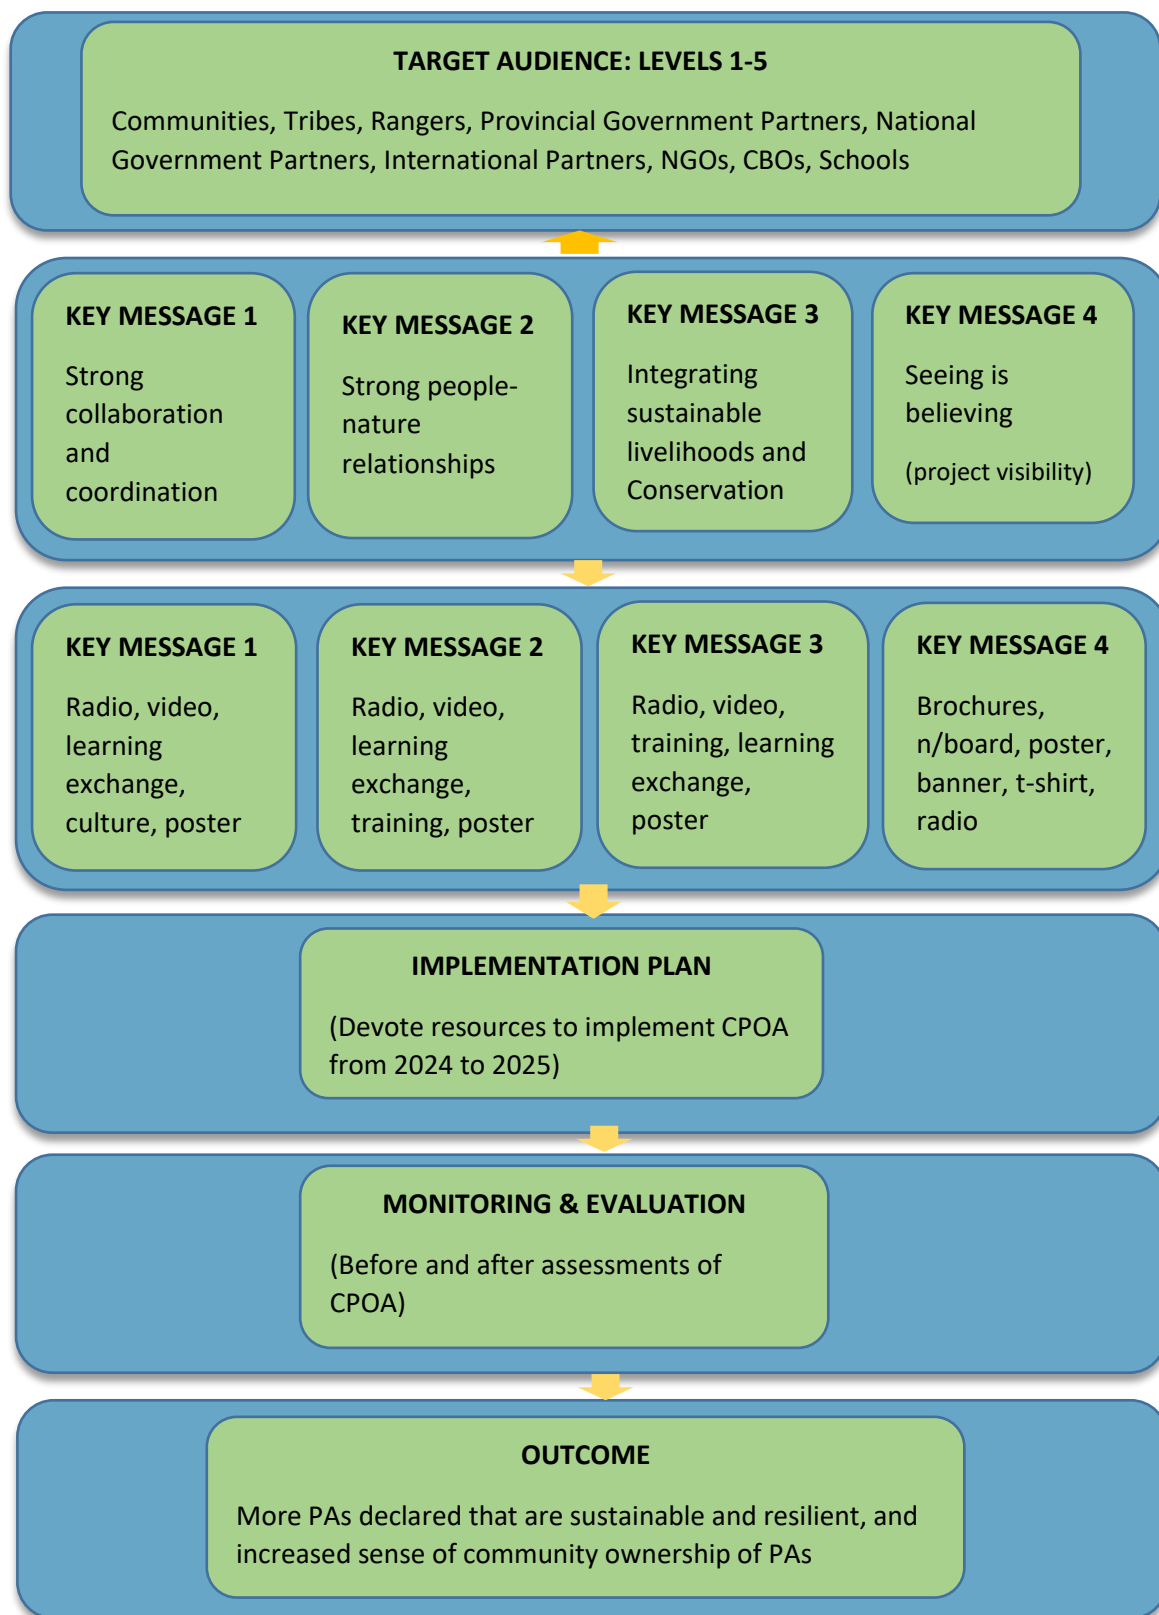 TARGET AUDIENCE: LEVELS 1-5
Communities, Tribes, Rangers, Provincial Government Partners, National
Government Partners, International Partners, NGOs, CBOs, Schools
KEY MESSAGE 1
Strong
collaboration
and
coordination
KEY MESSAGE 2
Strong people-
nature
relationships
KEY MESSAGE 3
Integrating
sustainable
livelihoods and
Conservation
KEY MESSAGE 4
Seeing is
believing
(project visibility)
KEY MESSAGE 1
Radio, video,
learning
exchange,
culture, poster
KEY MESSAGE 2
Radio, video,
learning
exchange,
training, poster
KEY MESSAGE 3
Radio, video,
training, learning
exchange,
poster
KEY MESSAGE 4
Brochures,
n/board, poster,
banner, t-shirt,
radio
IMPLEMENTATION PLAN
(Devote resources to implement CPOA
from 2024 to 2025)
MONITORING & EVALUATION
(Before and after assessments of
CPOA)
OUTCOME
More PAs declared that are sustainable and resilient, and
increased sense of community ownership of PAs